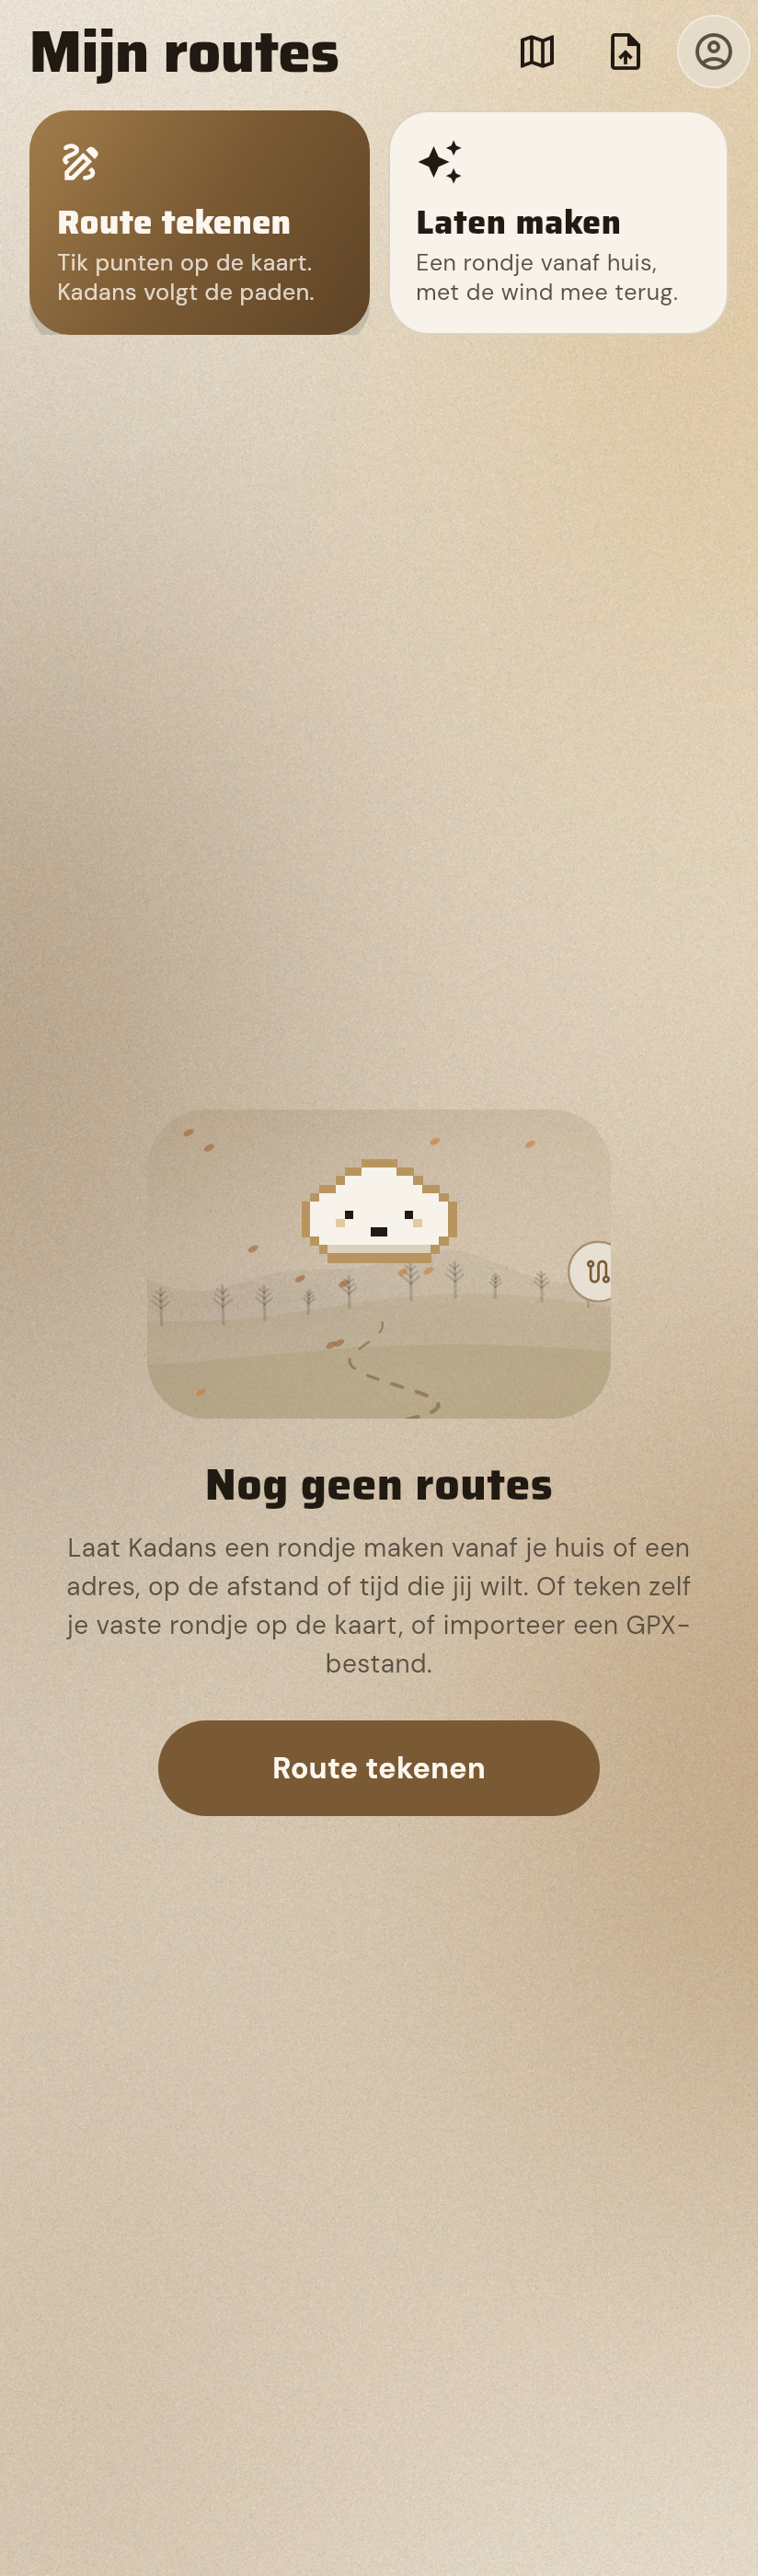 Mijn routes
Route tekenen
Tik punten op de kaart.
Kadans volgt de paden.
Laten maken
Een rondje vanaf huis,
met de wind mee terug.
Nog geen routes
Laat Kadans een rondje maken vanaf je huis of een
adres, op de afstand of tijd die jij wilt. Of teken zelf
je vaste rondje op de kaart, of importeer een GPX-
bestand.
Route tekenen